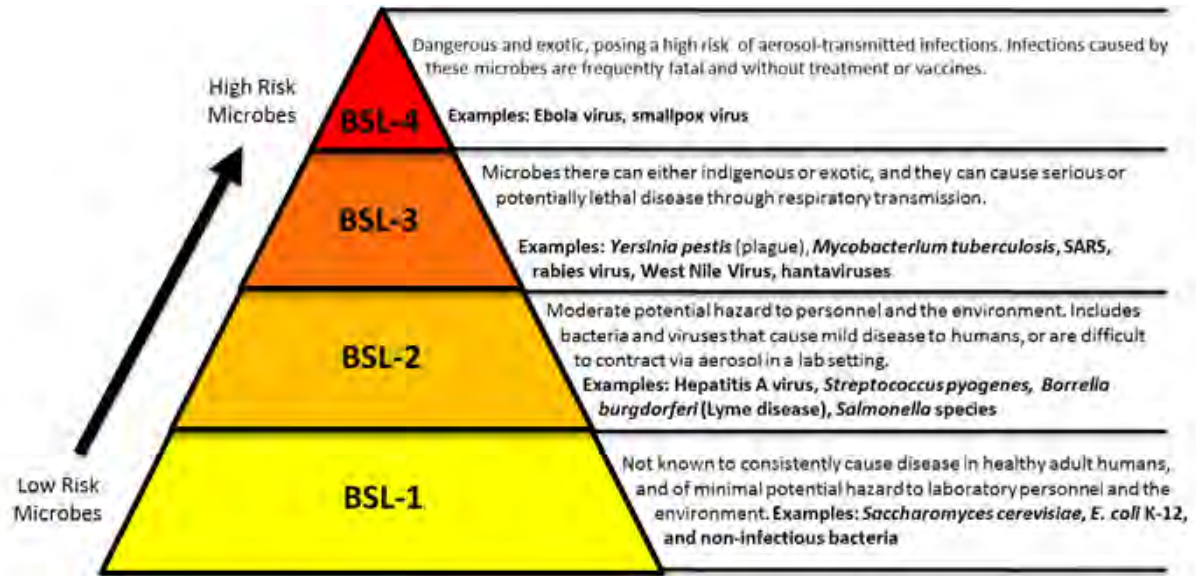 Dangerous and exotic, posing a high risk of aerosol-transmitted infections. Infections caused by
these microbes are frequently fatal and without treatment or vaccines.
High Risk
Microbes
BSL-4
Examples: Ebola virus, smallpox virus
Microbes there can either indigenous or exotic, and they can cause serious or
potentially lethal disease through respiratory transmission.
BSL-3
Examples: Yersinia pestis (plague), Mycobacterium tuberculosis, SARS,
rabies virus, West Nile Virus, hantaviruses
Moderate potential hazard to personnel and the environment. Includes
bacteria and viruses that cause mild disease to humans, or are difficult
to contract via aerosol in a lab setting.
BSL-2
Examples: Hepatitis A virus, Streptococcus pyogenes, Borrelia
burgdorferi (Lyme disease), Salmonella species
Not known to consistently cause disease in healthy adult humans,
and of minimal potential hazard to laboratory personnel and the
environment. Examples: Saccharomyces cerevisiae, E. coli K-12,
and non-infectious bacteria
BSL-1
Low Risk
Microbes